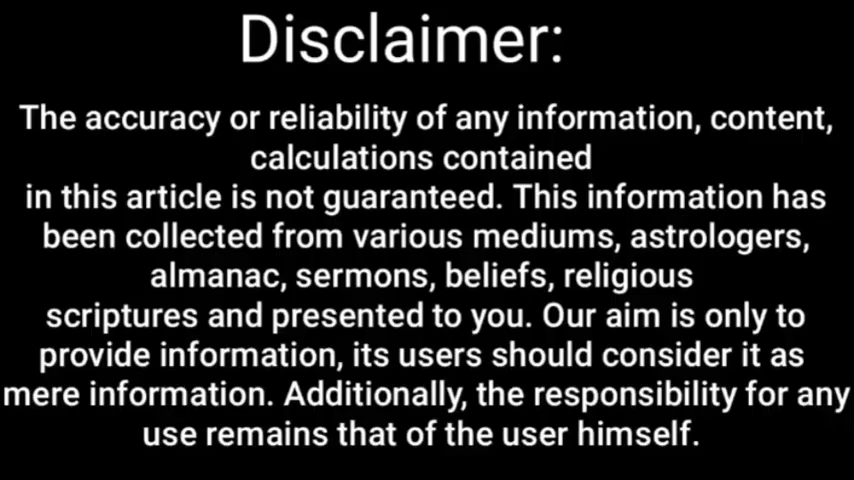 Disclaimer:
The accuracy or reliability of any information, content,
calculations contained
in this article is not guaranteed. This information has
been collected from various mediums, astrologers,
almanac, sermons, beliefs, religious
scriptures and presented to you. Our aim is only to
provide information, its users should consider it as
mere information. Additionally, the responsibility for any
use remains that of the user himself.